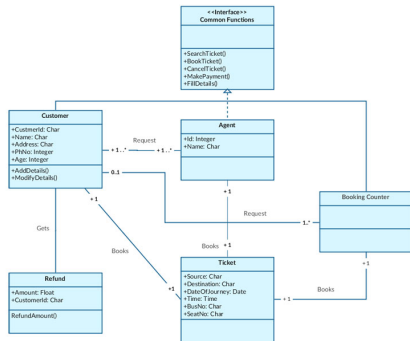 <<Interface>>
Common Functions
+SearchTicket()
+BookTicket()
+CancelTicket()
+MakePayment()
+FillDetails()
Customer
+CustmerId: Char
+Name: Char
+Address: Char
+PhNo: Integer
+Age: Integer
+AddDetails()
+ModifyDetails()
Request
+1..*
+1..*
Agent
+Id: Integer
+Name: Char
0..1
+1
+1
Request
1..*
Booking Counter
Gets
Books
Books
+1
+1
Refund
+Amount: Float
+CustomerId: Char
RefundAmount()
+1
Ticket
+Source: Char
+Destination: Char
+DateOfJourney: Date
+Time: Time
+BusNo: Char
+SeatNo: Char
+1
Books